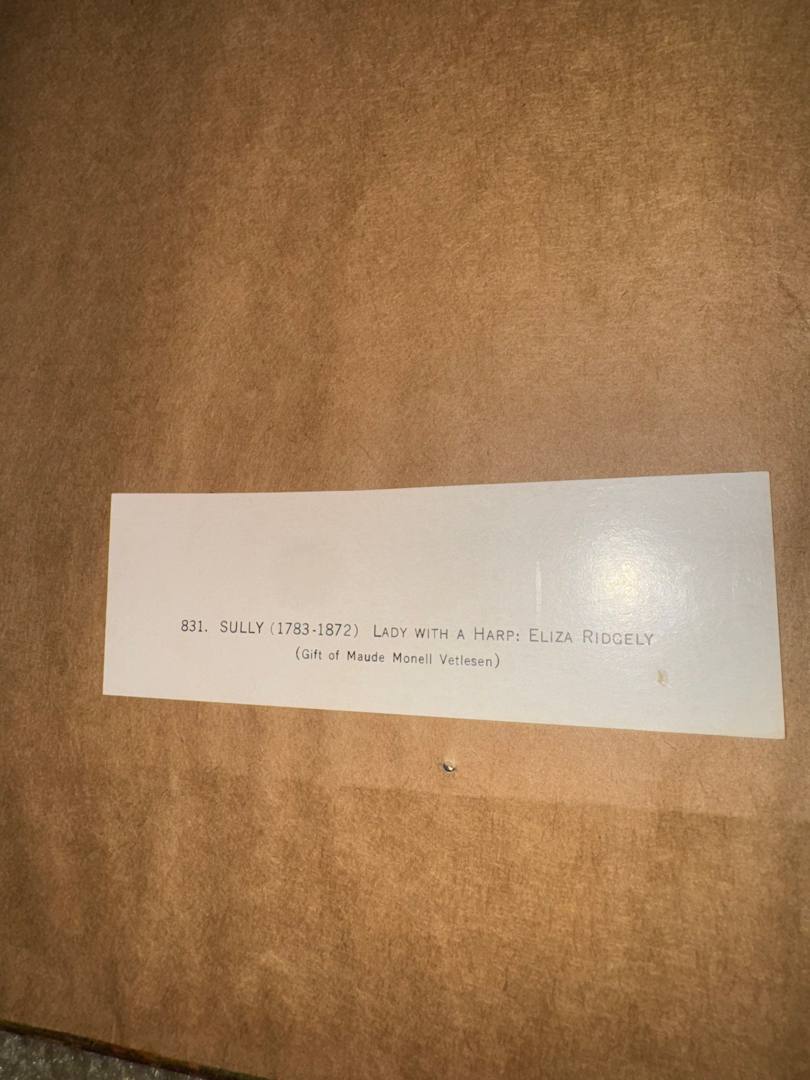 831. SULLY (1783-1872) LADY WITH A HARP: ELIZA RIDGELY
(Gift of Maude Monell Vetlesen)